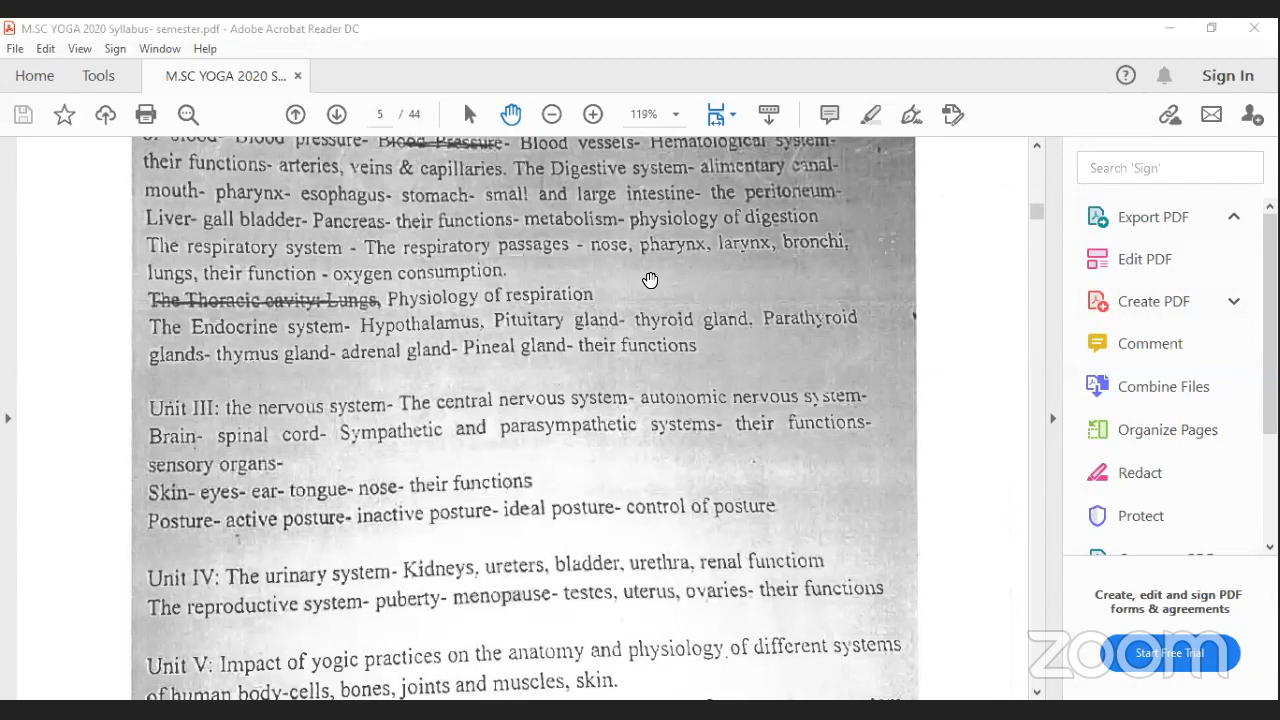 M.SC YOGA 2020 Syllabus- semester.pdf - Adobe Acrobat Reader DC
File Edit View Sign Window Help
Home Tools M.SC YOGA 2020 S... × Sign In
5 / 44 119%
of blood- Blood pressure- Blood Pressure- Blood vessels- Hematological system-
their functions- arteries, veins & capillaries. The Digestive system- alimentary canal-
mouth- pharynx- esophagus- stomach- small and large intestine- the peritoneum-
Liver- gall bladder- Pancreas- their functions- metabolism- physiology of digestion
The respiratory system - The respiratory passages - nose, pharynx, larynx, bronchi,
lungs, their function - oxygen consumption.
The Thoracic cavity: Lungs, Physiology of respiration
The Endocrine system- Hypothalamus, Pituitary gland- thyroid gland, Parathyroid
glands- thymus gland- adrenal gland- Pineal gland- their functions
Unit III: the nervous system- The central nervous system- autonomic nervous system-
Brain- spinal cord- Sympathetic and parasympathetic systems- their functions-
sensory organs-
Skin- eyes- ear- tongue- nose- their functions
Posture- active posture- inactive posture- ideal posture- control of posture
Unit IV: The urinary system- Kidneys, ureters, bladder, urethra, renal functiom
The reproductive system- puberty- menopause- testes, uterus, ovaries- their functions
Unit V: Impact of yogic practices on the anatomy and physiology of different systems
of human body-cells, bones, joints and muscles, skin.
Search 'Sign'
Export PDF
Edit PDF
Create PDF
Comment
Combine Files
Organize Pages
Redact
Protect
Create, edit and sign PDF
forms & agreements
Start Free Trial
zoom